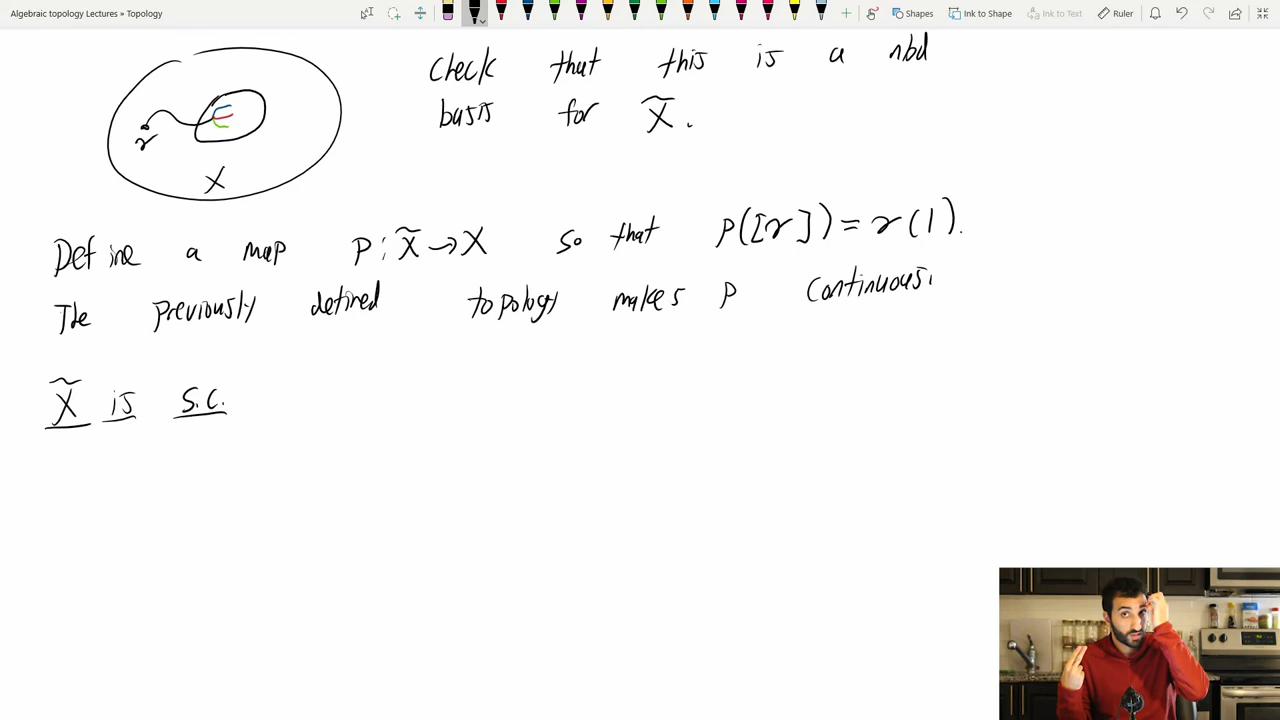 Algebraic topology Lectures » Topology
Shapes
Ink to Shape
Ink to Text
Ruler
check that this is a nbd
basis for X̃.
γ
X
Define a map p: X̃ → X so that p([γ]) = γ(1).
The previously defined topology makes p continuous.
X̃ is s.c.